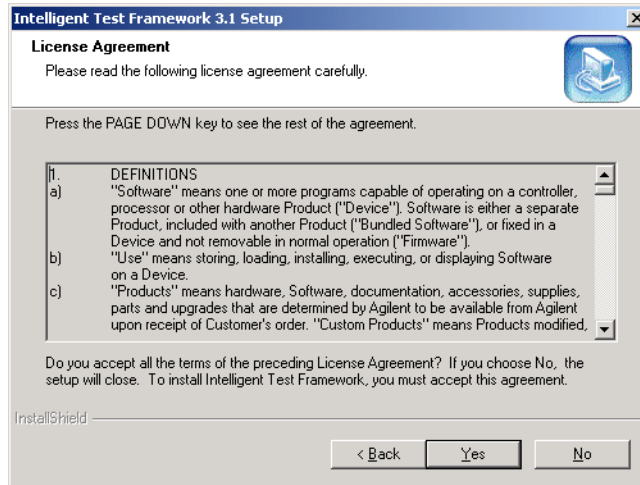 Intelligent Test Framework 3.1 Setup
License Agreement
Please read the following license agreement carefully.
Press the PAGE DOWN key to see the rest of the agreement.
1. DEFINITIONS
a) "Software" means one or more programs capable of operating on a controller,
processor or other hardware Product ("Device"). Software is either a separate
Product, included with another Product ("Bundled Software"), or fixed in a
Device and not removable in normal operation ("Firmware").
b) "Use" means storing, loading, installing, executing, or displaying Software
on a Device.
c) "Products" means hardware, Software, documentation, accessories, supplies,
parts and upgrades that are determined by Agilent to be available from Agilent
upon receipt of Customer's order. "Custom Products" means Products modified,
Do you accept all the terms of the preceding License Agreement? If you choose No, the
setup will close. To install Intelligent Test Framework, you must accept this agreement.
InstallShield
< Back Yes No